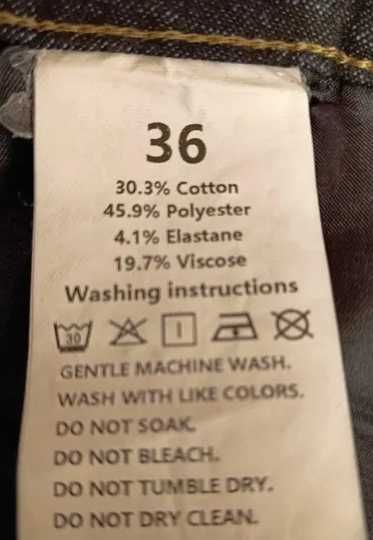 36
30.3% Cotton
45.9% Polyester
4.1% Elastane
19.7% Viscose
Washing instructions
30
GENTLE MACHINE WASH.
WASH WITH LIKE COLORS.
DO NOT SOAK.
DO NOT BLEACH.
DO NOT TUMBLE DRY.
DO NOT DRY CLEAN.